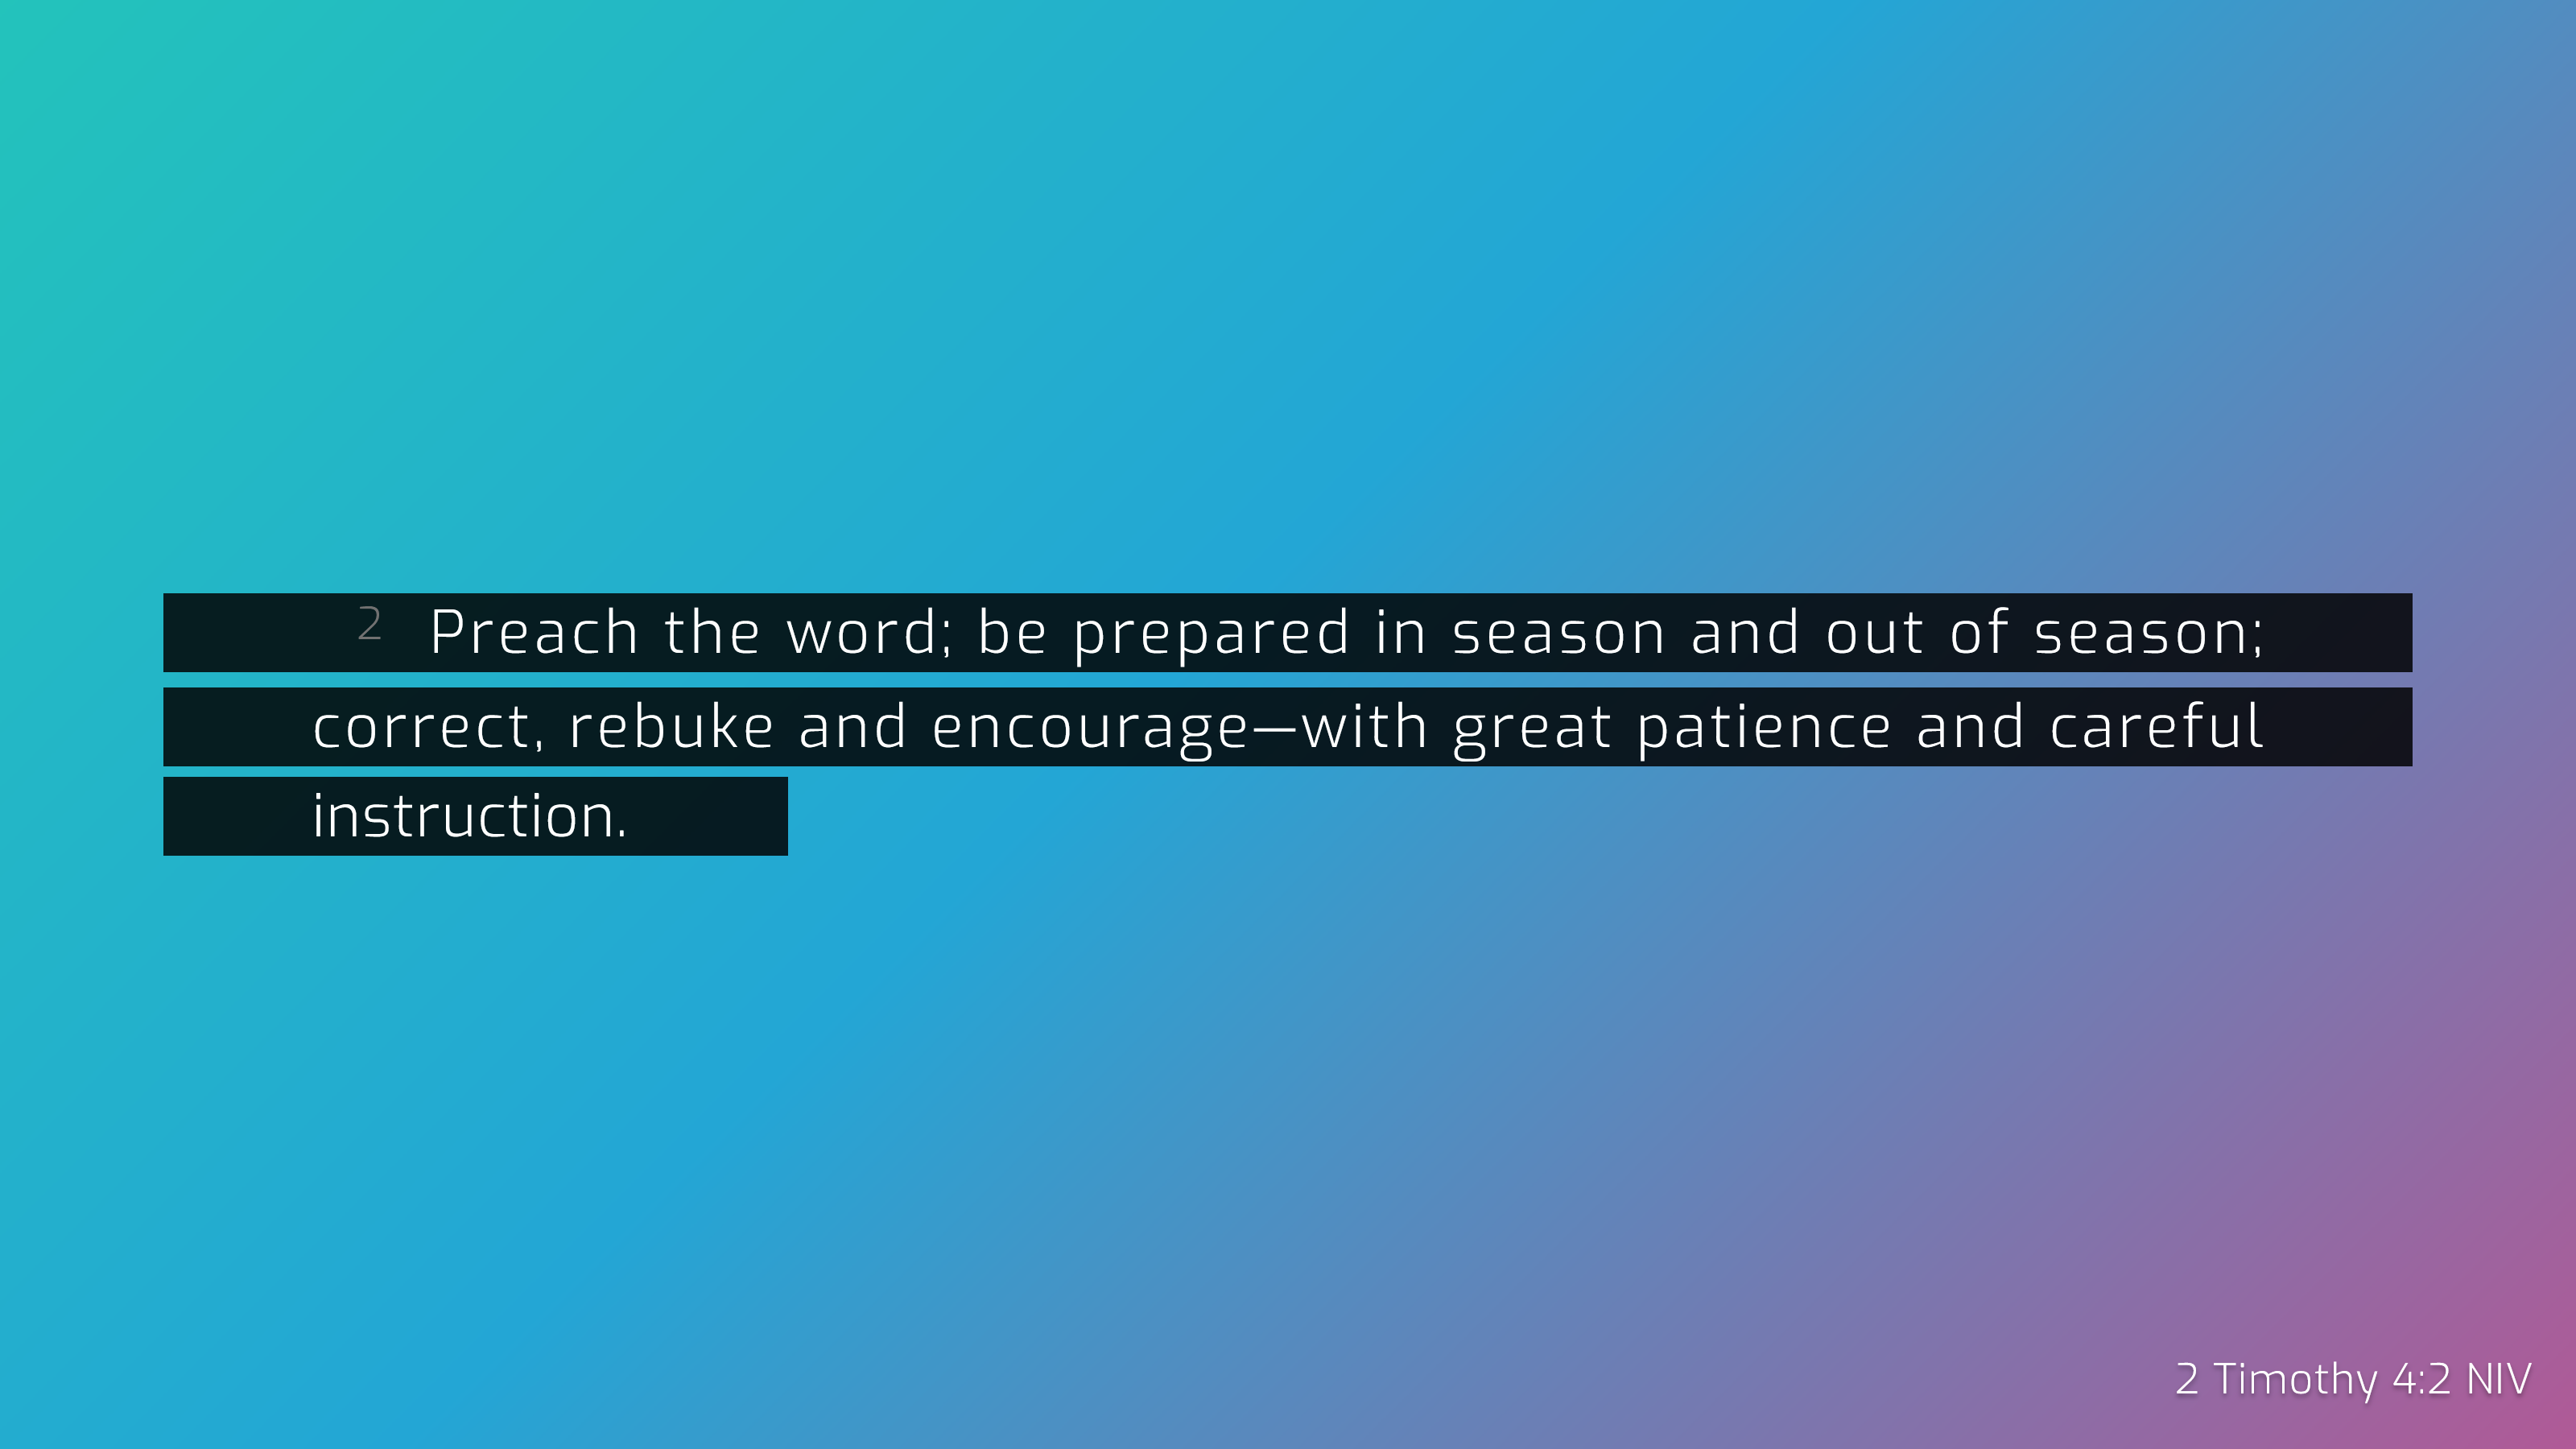 2 Preach the word; be prepared in season and out of season;
correct, rebuke and encourage—with great patience and careful
instruction.
2 Timothy 4:2 NIV